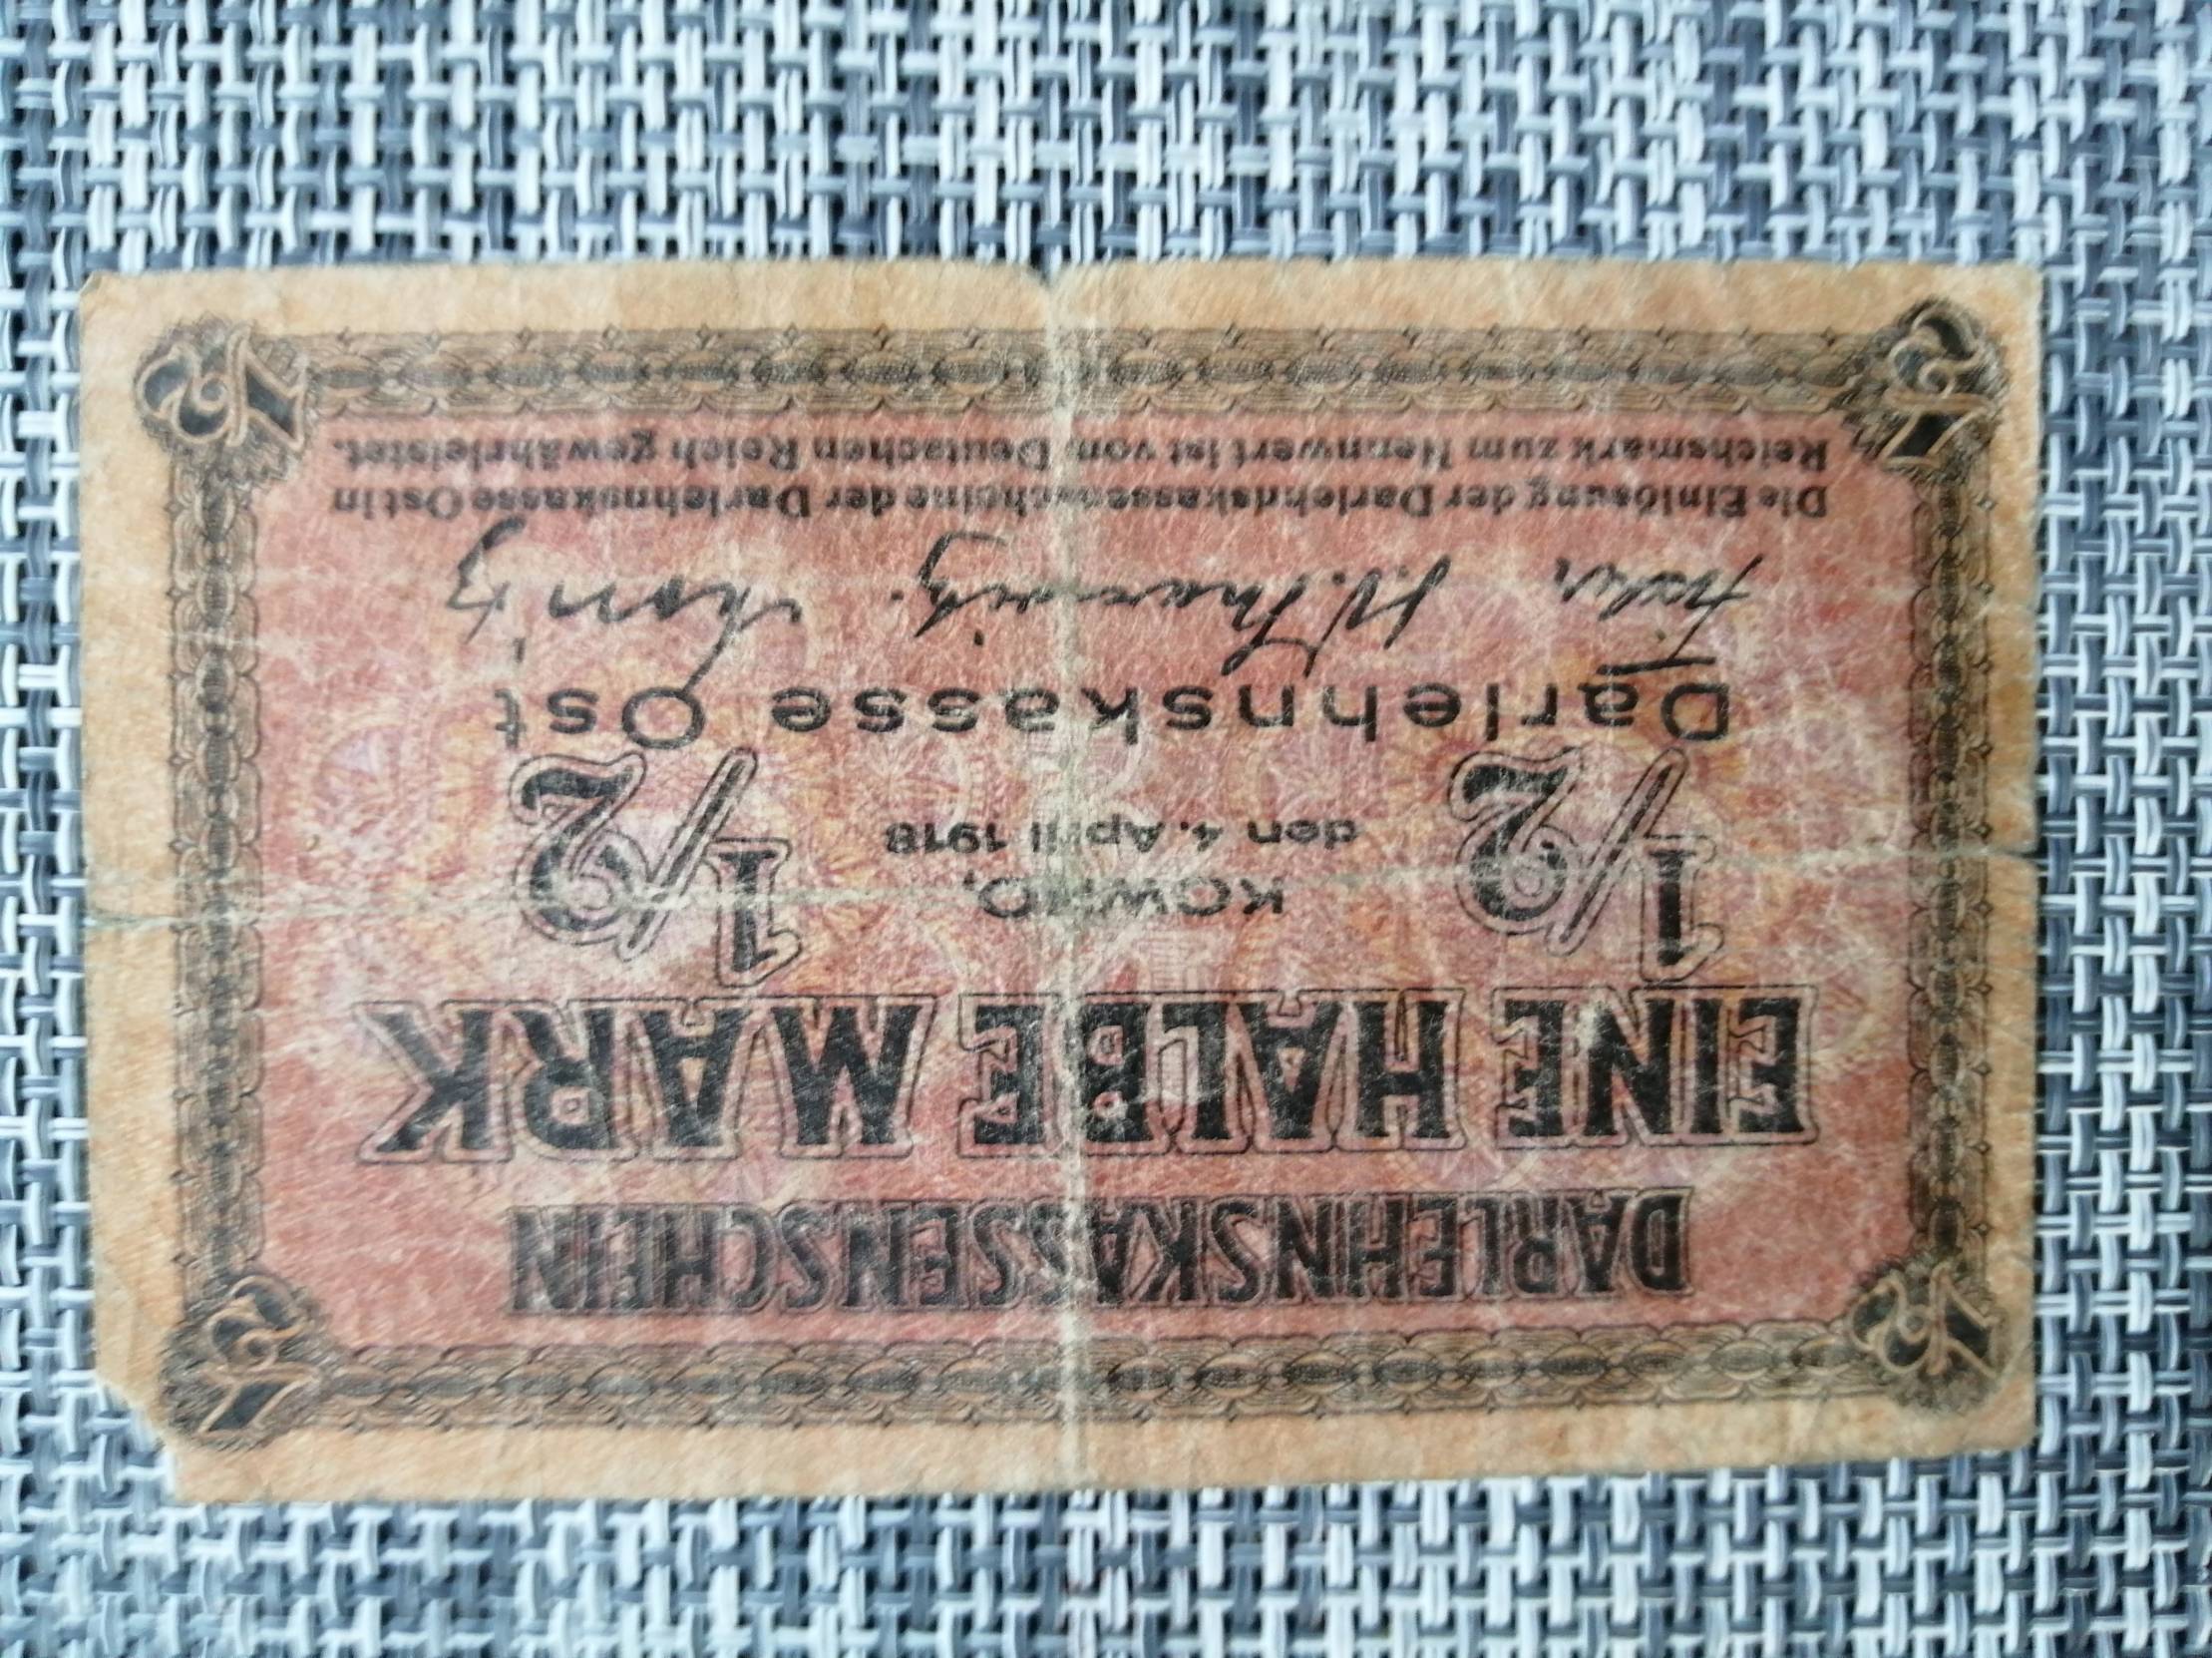 DARLEHNSKASSENSCHEIN
EINE HALBE MARK
1/2 KOWNO, 1/2
den 4. April 1918
Darlehnskasse Ost
Die Einlösung der Darlehnskassenscheine der Darlehnskasse Ost in
Reichsmark zum Nennwert ist vom Deutschen Reich gewährleistet.
1/2 1/2
1/2 1/2